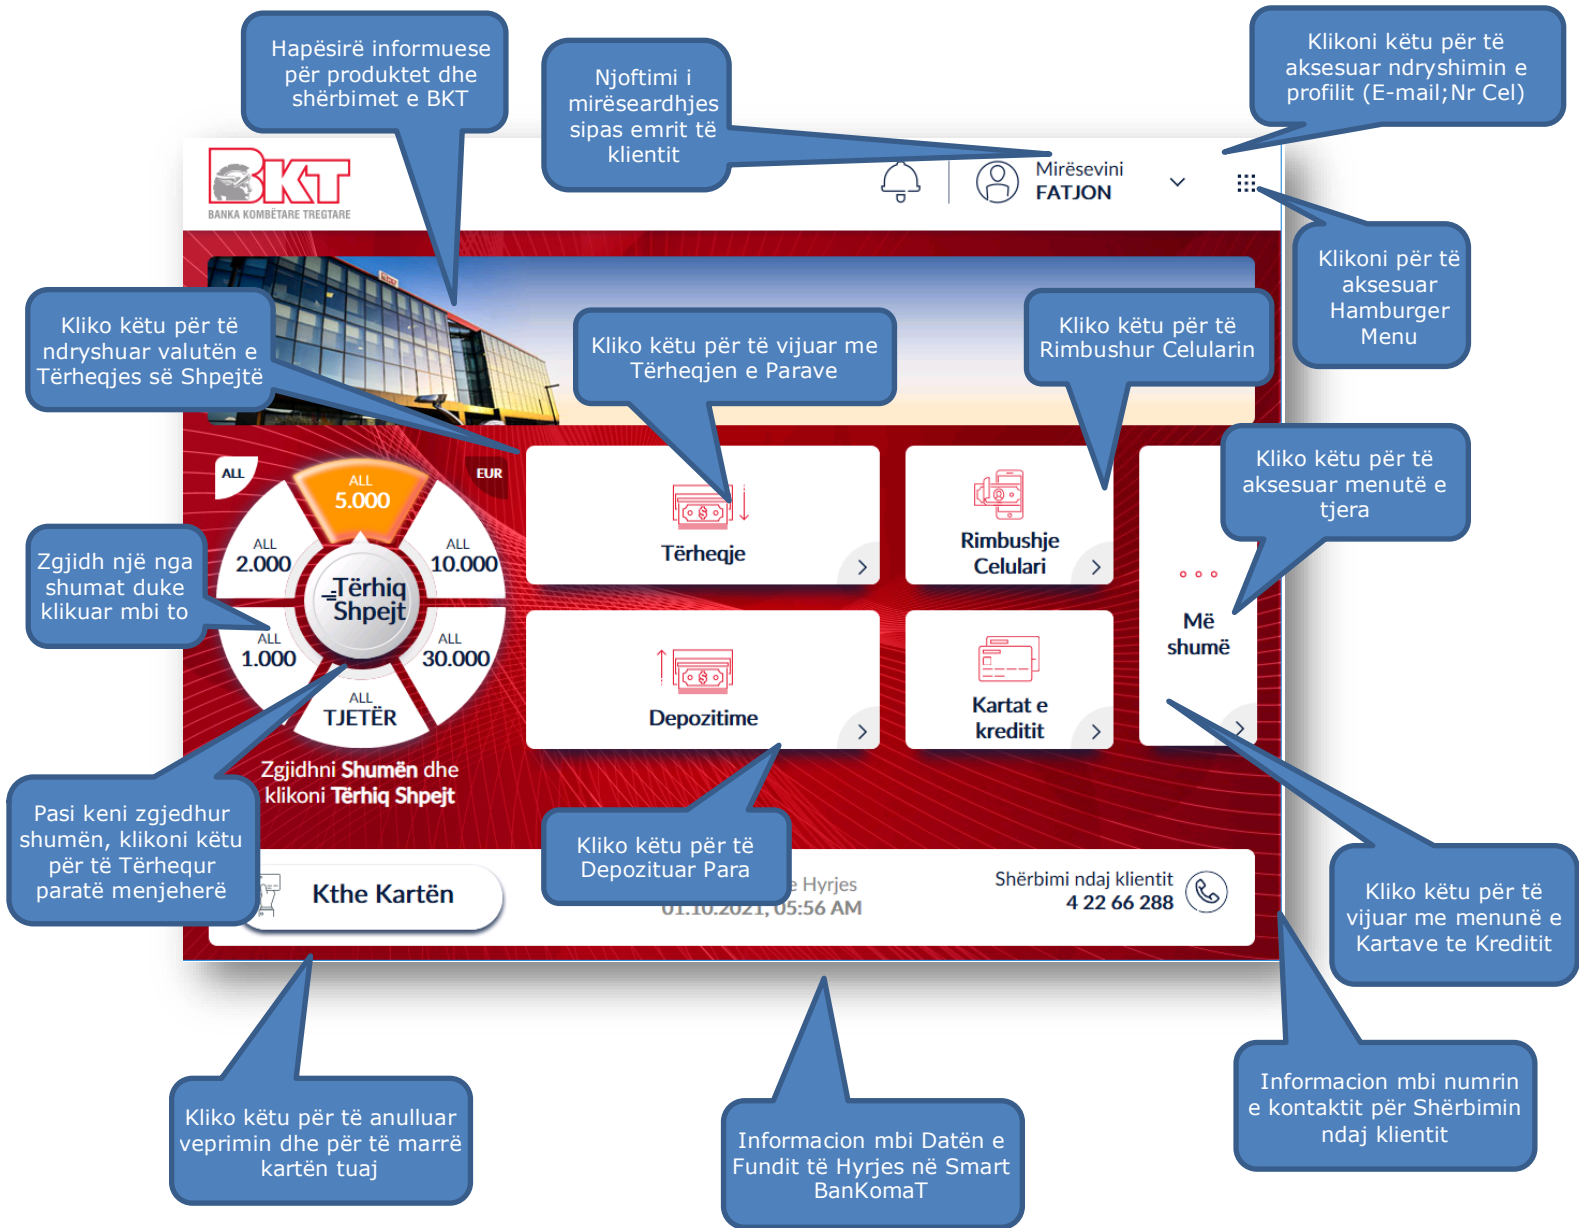 Hapësirë informuese
për produktet dhe
shërbimet e BKT
Njoftimi i
mirëseardhjes
sipas emrit të
klientit
Klikoni këtu për të
aksesuar ndryshimin e
profilit (E-mail;Nr Cel)
BKT
BANKA KOMBËTARE TREGTARE
Mirësevini
FATJON
Klikoni për të
aksesuar
Hamburger
Menu
BKT
Kliko këtu për të
ndryshuar valutën e
Tërheqjes së Shpejtë
Kliko këtu për të vijuar me
Tërheqjen e Parave
Kliko këtu për të
Rimbushur Celularin
Kliko këtu për të
aksesuar menutë e
tjera
ALL
EUR
ALL
5.000
ALL
2.000
ALL
10.000
Tërhiq
Shpejt
ALL
1.000
ALL
30.000
ALL
TJETËR
Zgjidhni Shumën dhe
klikoni Tërhiq Shpejt
Zgjidh një nga
shumat duke
klikuar mbi to
Tërheqje
Rimbushje
Celulari
Depozitime
Kartat e
kreditit
Më
shumë
Pasi keni zgjedhur
shumën, klikoni këtu
për të Tërhequr
paratë menjeherë
Kliko këtu për të
Depozituar Para
Kthe Kartën
e Hyrjes
01.10.2021, 05:56 AM
Shërbimi ndaj klientit
4 22 66 288
Kliko këtu për të
vijuar me menunë e
Kartave te Kreditit
Kliko këtu për të anulluar
veprimin dhe për të marrë
kartën tuaj
Informacion mbi Datën e
Fundit të Hyrjes në Smart
BanKomaT
Informacion mbi numrin
e kontaktit për Shërbimin
ndaj klientit